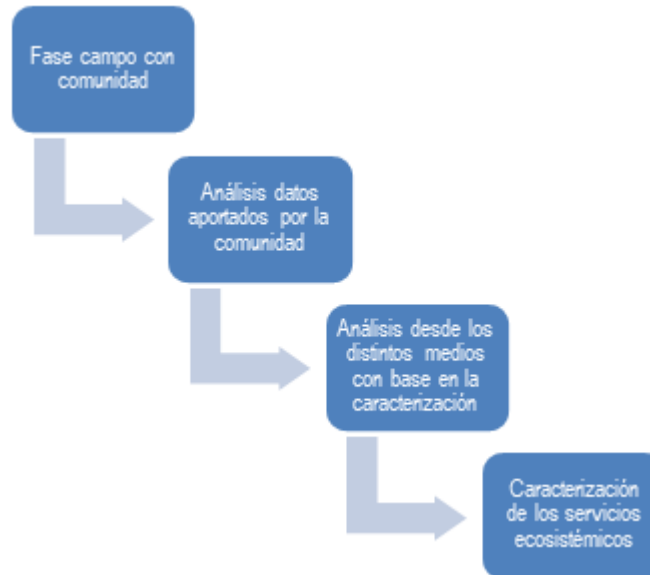 Fase campo con
comunidad
Análisis datos
aportados por la
comunidad
Análisis desde los
distintos medios
con base en la
caracterización
Caracterización
de los servicios
ecosistémicos